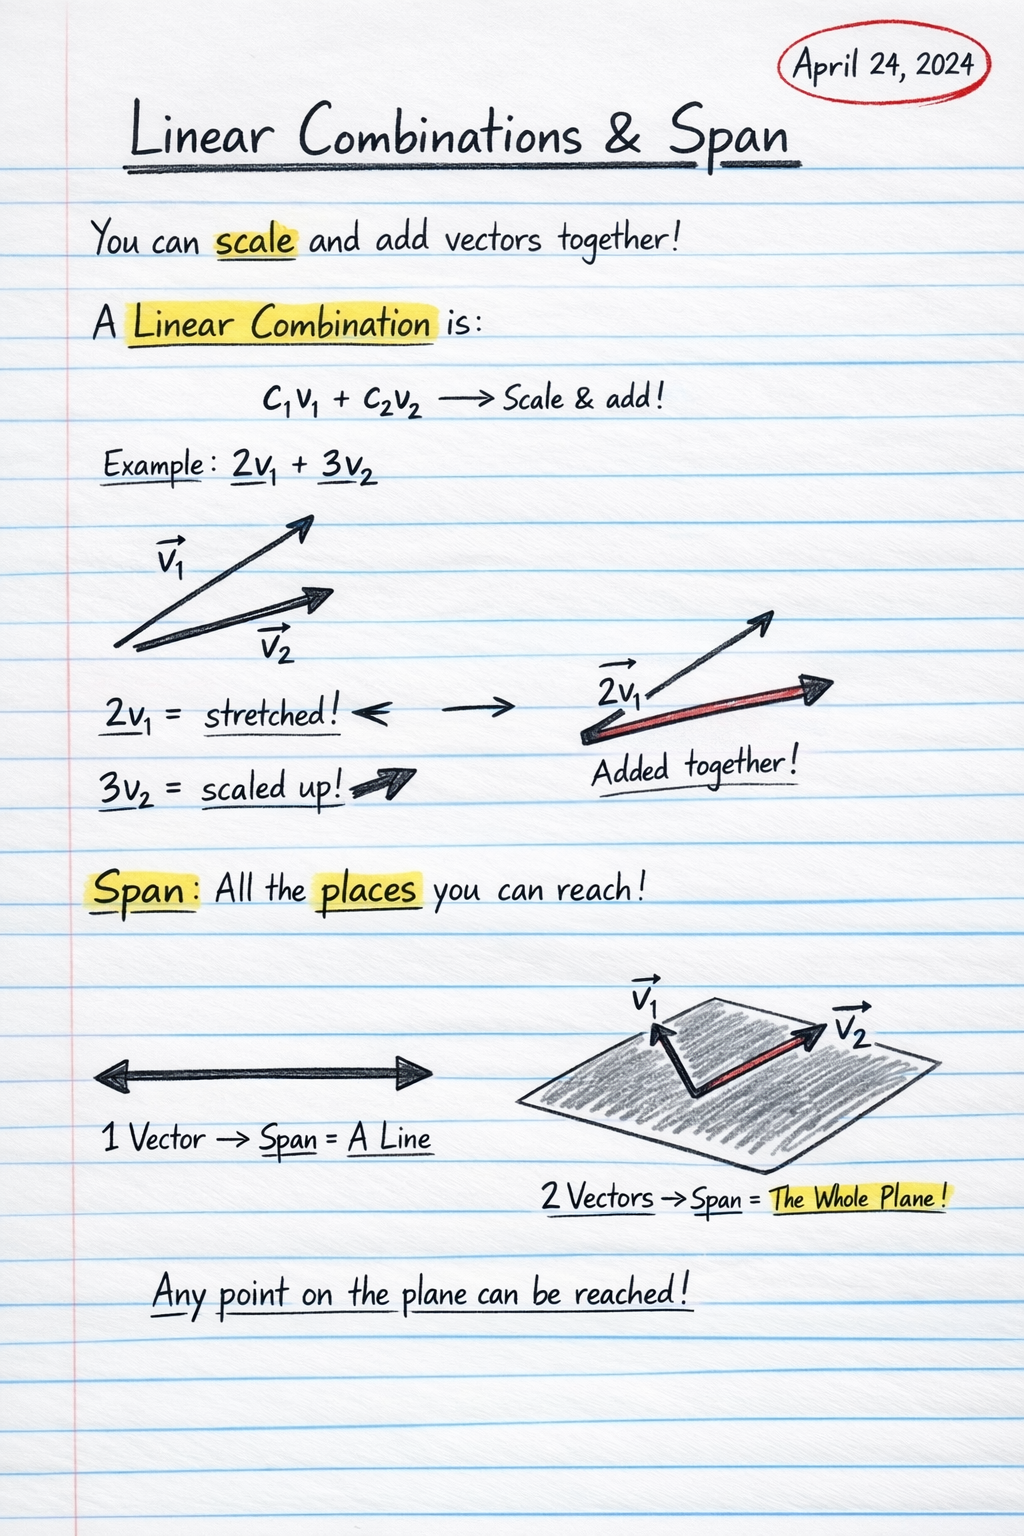 April 24, 2024
Linear Combinations & Span
You can scale and add vectors together!
A Linear Combination is:
C₁V₁ + C₂V₂ → Scale & add!
Example: 2v₁ + 3v₂
v₁
v₂
2v₁ = stretched!
3v₂ = scaled up!
2v₁
Added together!
Span: All the places you can reach!
v₁
v₂
1 Vector → Span = A Line
2 Vectors → Span = The Whole Plane!
Any point on the plane can be reached!